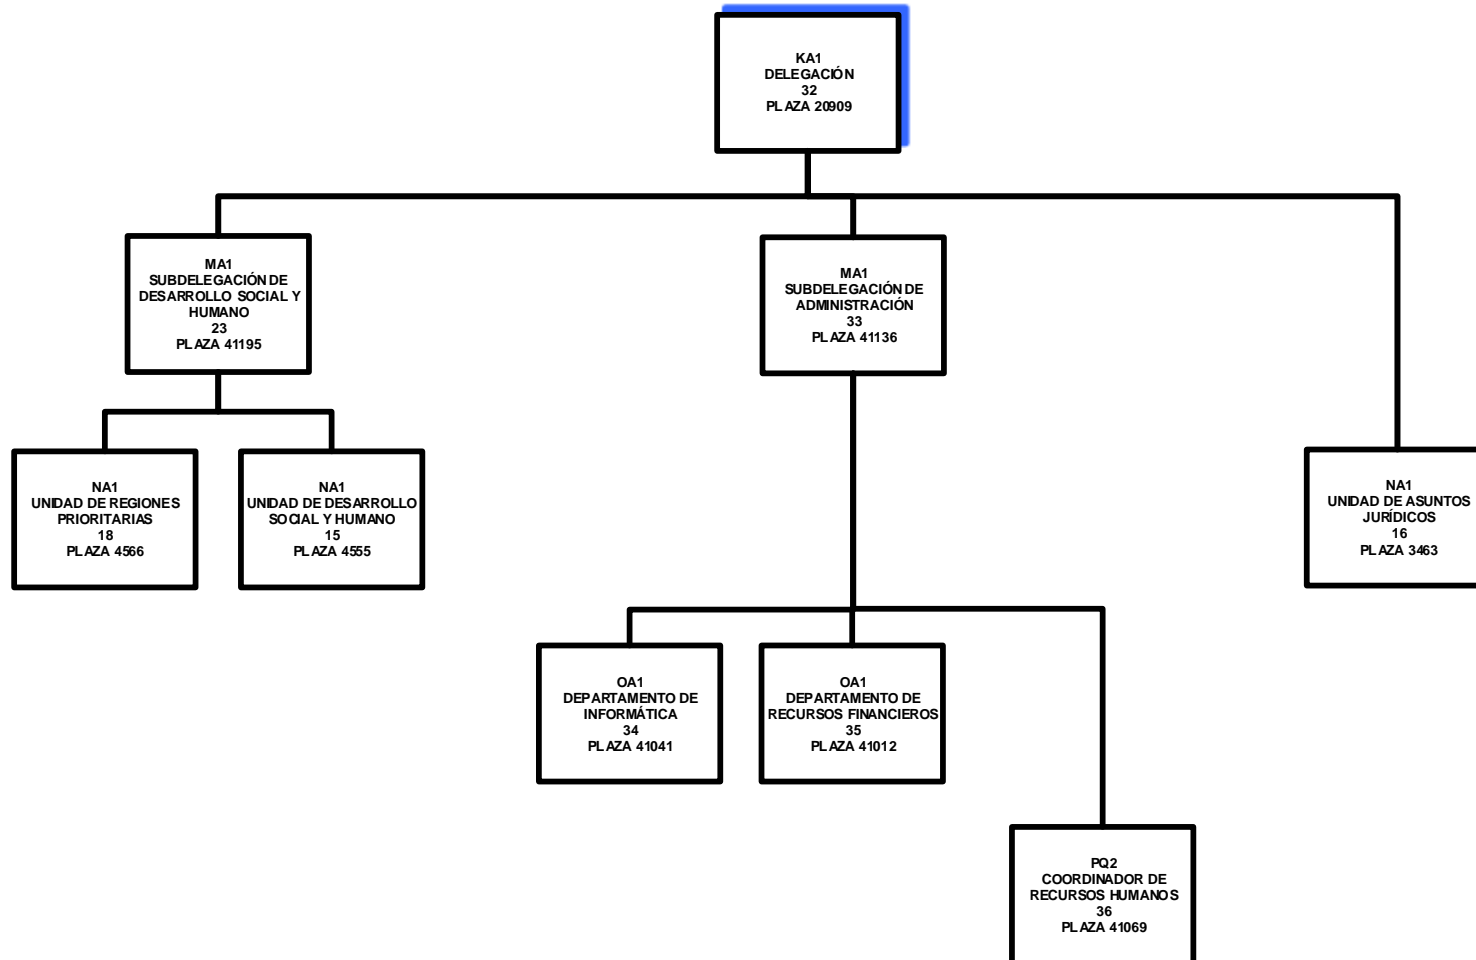 KA1
DELEGACIÓN
32
PLAZA 20909
MA1
SUBDELEGACIÓN DE
DESARROLLO SOCIAL Y
HUMANO
23
PLAZA 41195
MA1
SUBDELEGACIÓN DE
ADMINISTRACIÓN
33
PLAZA 41136
NA1
UNIDAD DE REGIONES
PRIORITARIAS
18
PLAZA 4566
NA1
UNIDAD DE DESARROLLO
SOCIAL Y HUMANO
15
PLAZA 4555
NA1
UNIDAD DE ASUNTOS
JURÍDICOS
16
PLAZA 3463
OA1
DEPARTAMENTO DE
INFORMÁTICA
34
PLAZA 41041
OA1
DEPARTAMENTO DE
RECURSOS FINANCIEROS
35
PLAZA 41012
PQ2
COORDINADOR DE
RECURSOS HUMANOS
36
PLAZA 41069